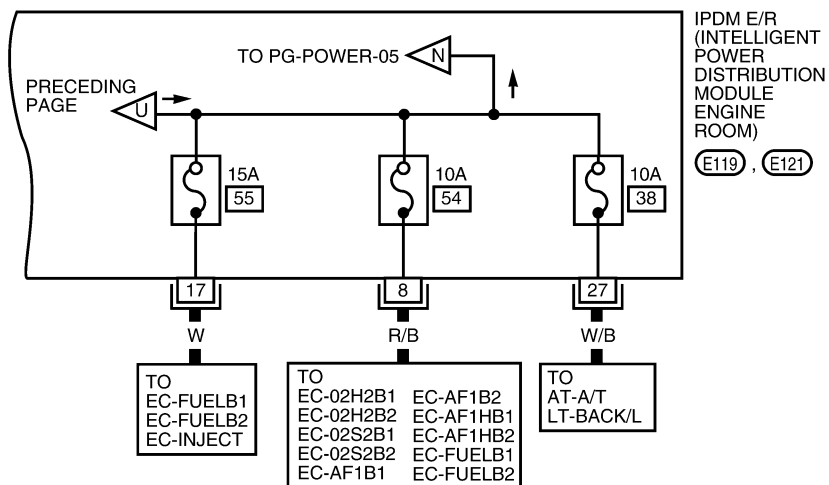 IPDM E/R
(INTELLIGENT
POWER
DISTRIBUTION
MODULE
ENGINE
ROOM)
E119 , E121
TO PG-POWER-05 N
PRECEDING
PAGE
U
15A
55
10A
54
10A
38
17
8
27
W
R/B
W/B
TO
EC-FUELB1
EC-FUELB2
EC-INJECT
TO
EC-02H2B1 EC-AF1B2
EC-02H2B2 EC-AF1HB1
EC-02S2B1 EC-AF1HB2
EC-02S2B2 EC-FUELB1
EC-AF1B1 EC-FUELB2
TO
AT-A/T
LT-BACK/L